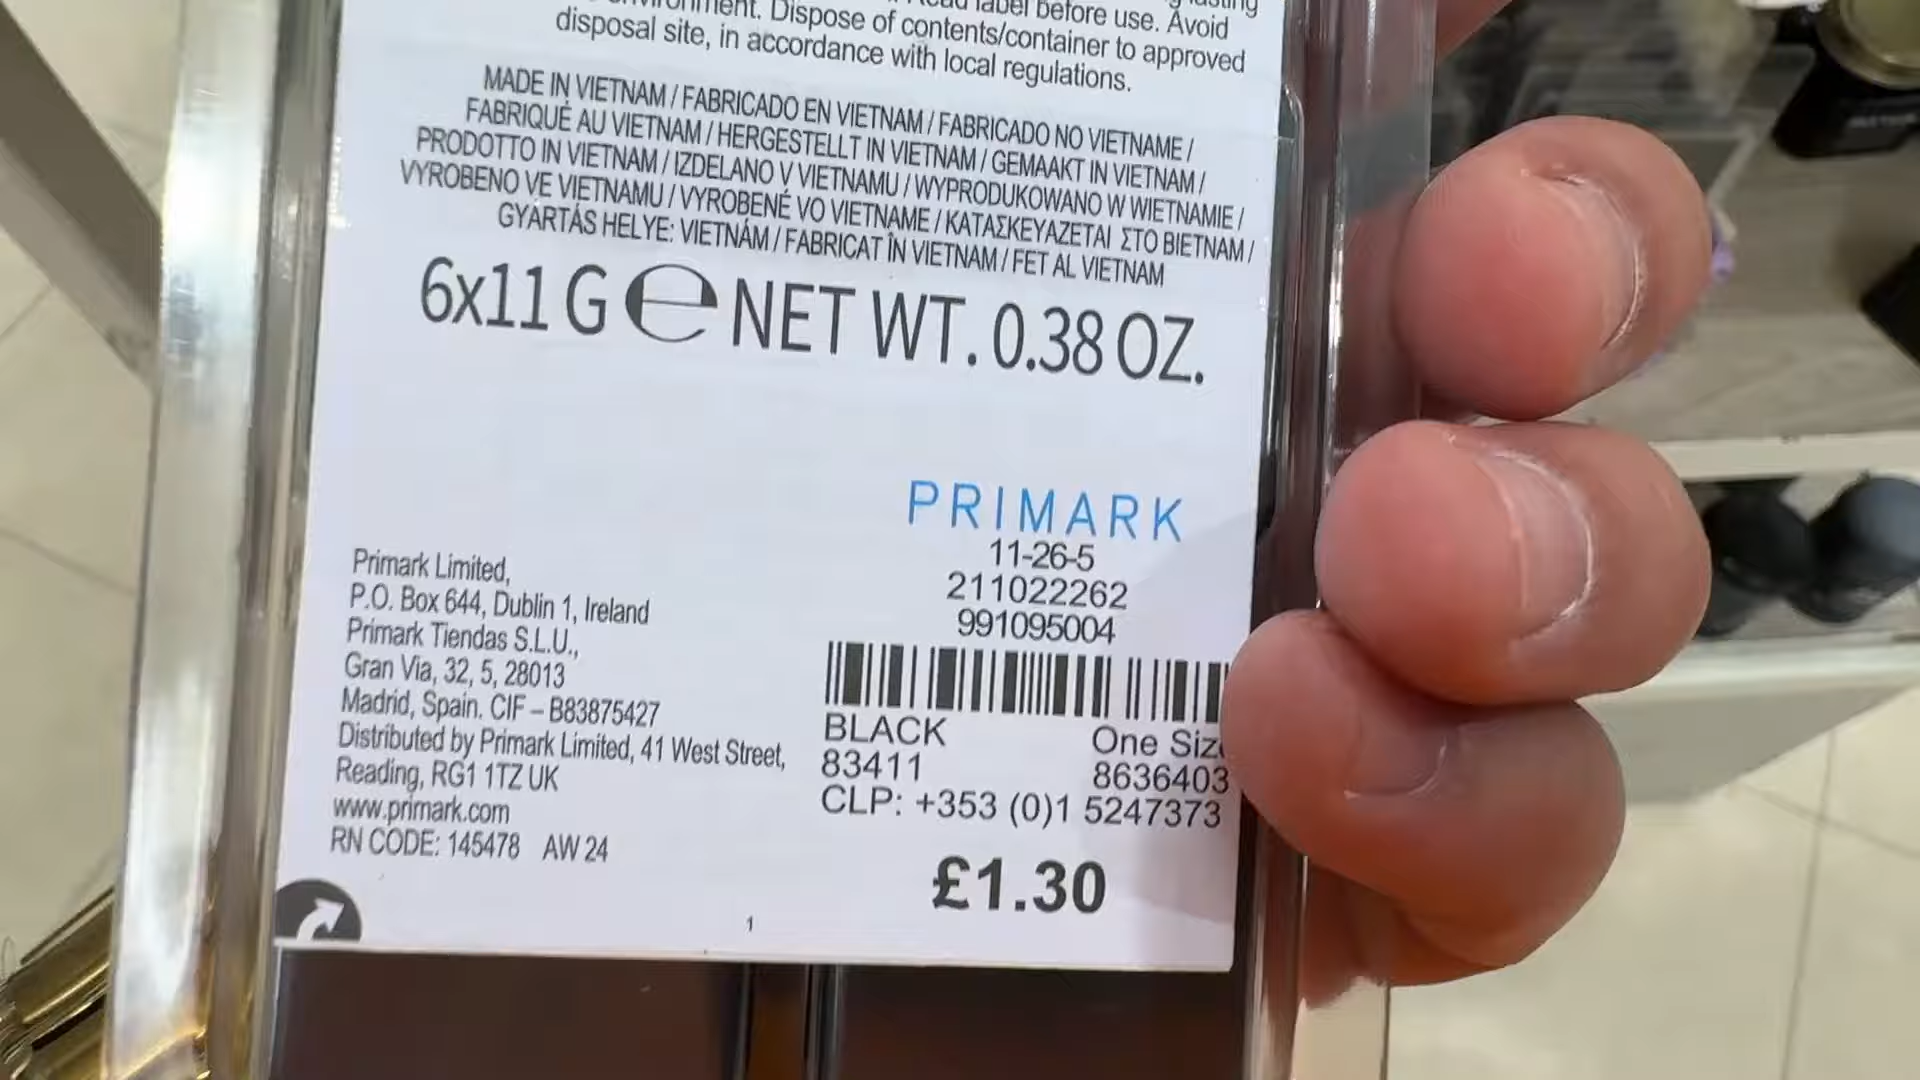 label before use. Avoid
environment. Dispose of contents/container to approved
disposal site, in accordance with local regulations.
MADE IN VIETNAM / FABRICADO EN VIETNAM / FABRICADO NO VIETNAME /
FABRIQUÉ AU VIETNAM / HERGESTELLT IN VIETNAM / GEMAAKT IN VIETNAM /
PRODOTTO IN VIETNAM / IZDELANO V VIETNAMU / WYPRODUKOWANO W WIETNAMIE /
VYROBENO VE VIETNAMU / VYROBENÉ VO VIETNAME / ΚΑΤΑΣΚΕΥΑΖΕΤΑΙ ΣΤΟ ΒΙΕΤΝΑΜ /
GYÁRTÁS HELYE: VIETNÁM / FABRICAT ÎN VIETNAM / FET AL VIETNAM
6x11 G ℮ NET WT. 0.38 OZ.
PRIMARK
11-26-5
211022262
991095004
Primark Limited,
P.O. Box 644, Dublin 1, Ireland
Primark Tiendas S.L.U.,
Gran Via, 32, 5, 28013
Madrid, Spain. CIF – B83875427
Distributed by Primark Limited, 41 West Street,
Reading, RG1 1TZ UK
www.primark.com
RN CODE: 145478 AW 24
BLACK One
83411 8636403
CLP: +353 (0)1 5247373
£1.30
1